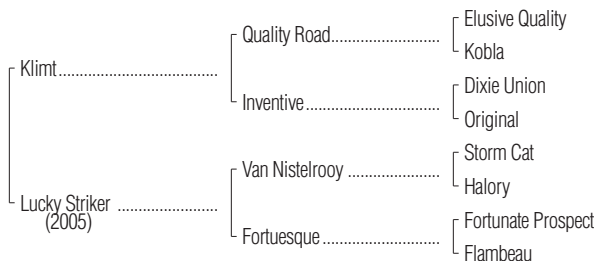 Elusive Quality
Quality Road
Kobla
Klimt
Dixie Union
Inventive
Original
Storm Cat
Van Nistelrooy
Halory
Lucky Striker
(2005)
Fortunate Prospect
Fortuesque
Flambeau